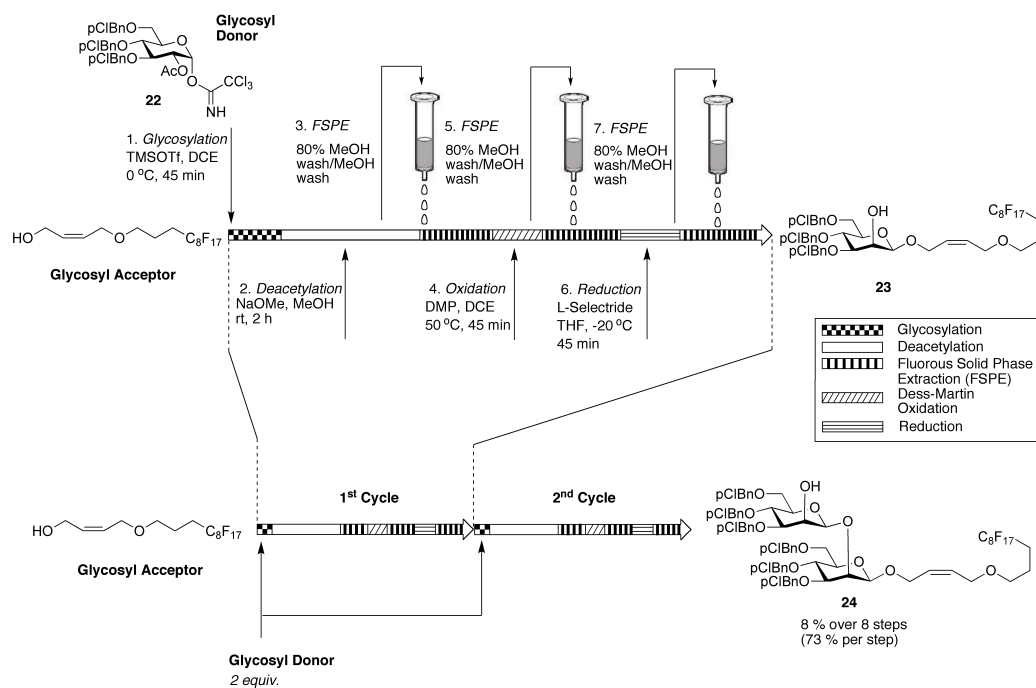 Glycosyl
Donor
pClBnO
pClBnO
pClBnO
AcO
O
O
CCl3
NH
22
1. Glycosylation
TMSOTf, DCE
0 °C, 45 min
3. FSPE
80% MeOH
wash/MeOH
wash
5. FSPE
80% MeOH
wash/MeOH
wash
7. FSPE
80% MeOH
wash/MeOH
wash
HO
O
C8F17
Glycosyl Acceptor
2. Deacetylation
NaOMe, MeOH
rt, 2 h
4. Oxidation
DMP, DCE
50 °C, 45 min
6. Reduction
L-Selectride
THF, -20 °C
45 min
pClBnO
pClBnO
pClBnO
OH
O
O
O
C8F17
23
Glycosylation
Deacetylation
Fluorous Solid Phase
Extraction (FSPE)
Dess-Martin
Oxidation
Reduction
1st Cycle
2nd Cycle
HO
O
C8F17
Glycosyl Acceptor
Glycosyl Donor
2 equiv.
pClBnO
pClBnO
pClBnO
OH
O
O
pClBnO
pClBnO
pClBnO
O
O
O
C8F17
24
8 % over 8 steps
(73 % per step)